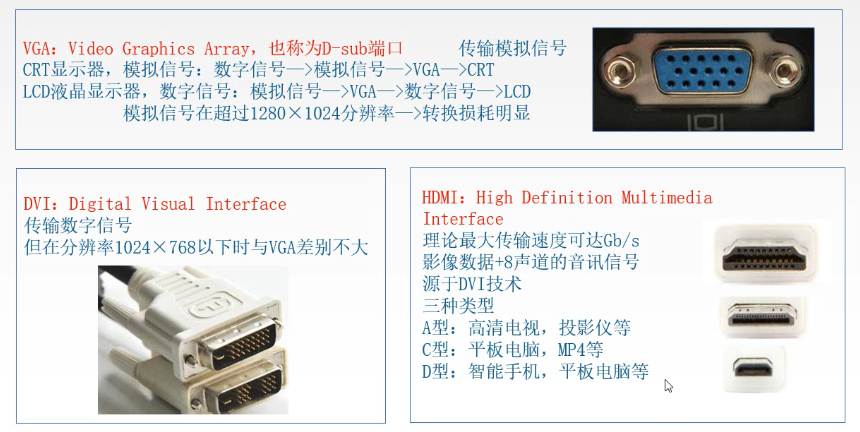 VGA：Video Graphics Array，也称为D-sub端口 传输模拟信号
CRT显示器，模拟信号：数字信号—>模拟信号—>VGA—>CRT
LCD液晶显示器，数字信号：模拟信号—>VGA—>数字信号—>LCD
模拟信号在超过1280×1024分辨率—>转换损耗明显
DVI：Digital Visual Interface
传输数字信号
但在分辨率1024×768以下时与VGA差别不大
HDMI：High Definition Multimedia
Interface
理论最大传输速度可达Gb/s
影像数据+8声道的音讯信号
源于DVI技术
三种类型
A型：高清电视，投影仪等
C型：平板电脑，MP4等
D型：智能手机，平板电脑等